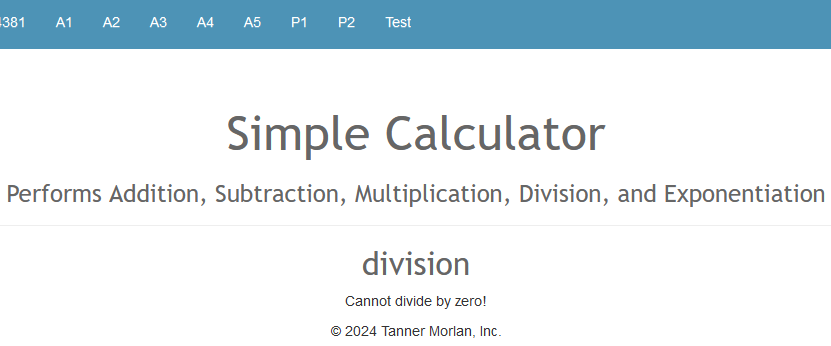 4381 A1 A2 A3 A4 A5 P1 P2 Test
Simple Calculator
Performs Addition, Subtraction, Multiplication, Division, and Exponentiation
division
Cannot divide by zero!
© 2024 Tanner Morlan, Inc.